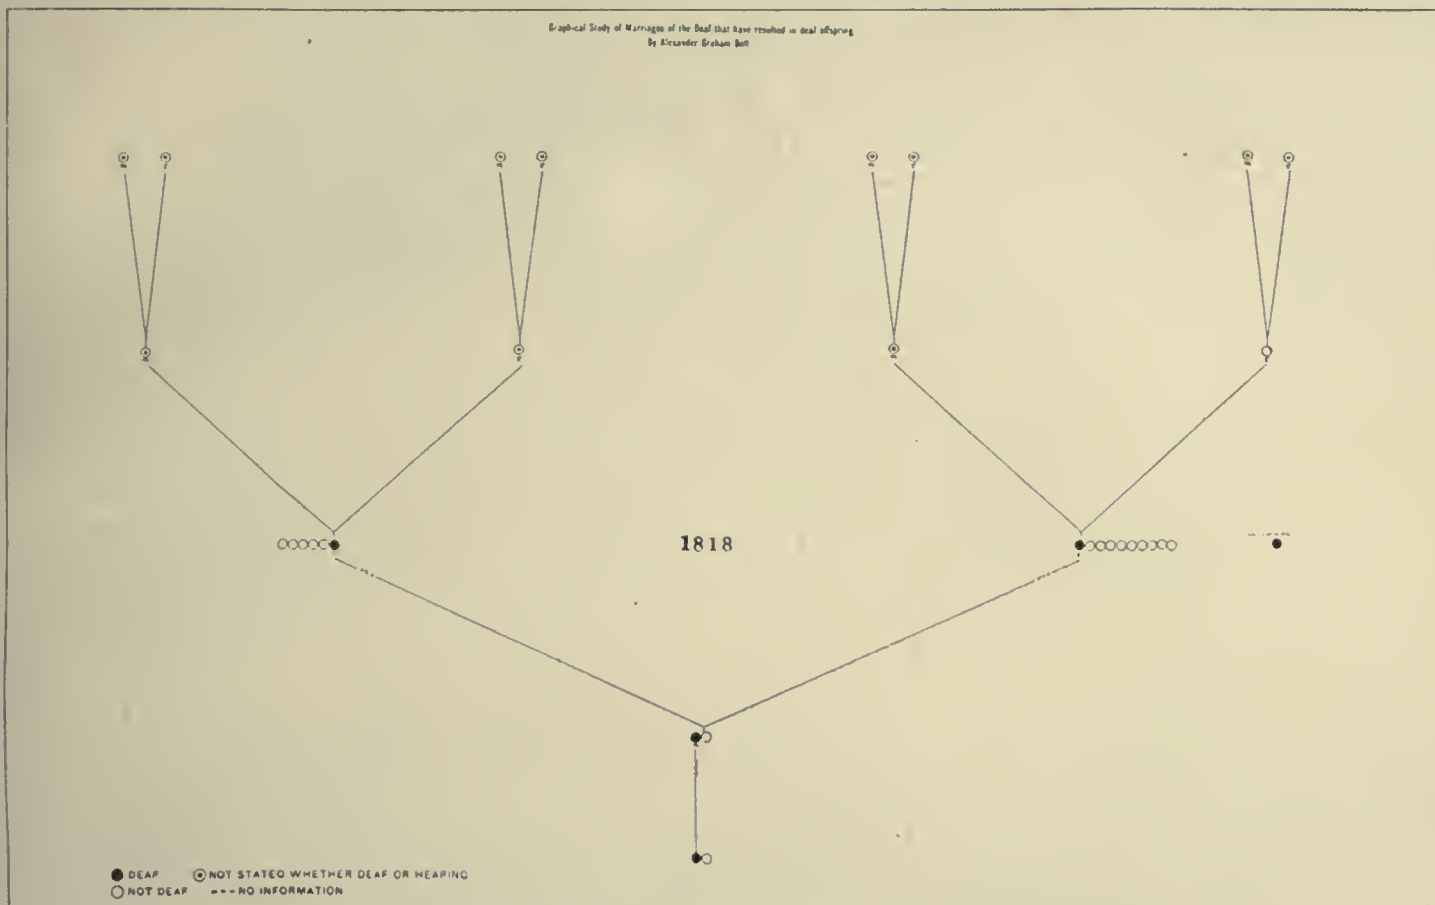 Graphical Study of Marriages of the Deaf that have resulted in deaf offspring
By Alexander Graham Bell
1818
DEAF NOT STATED WHETHER DEAF OR HEARING
NOT DEAF --- NO INFORMATION